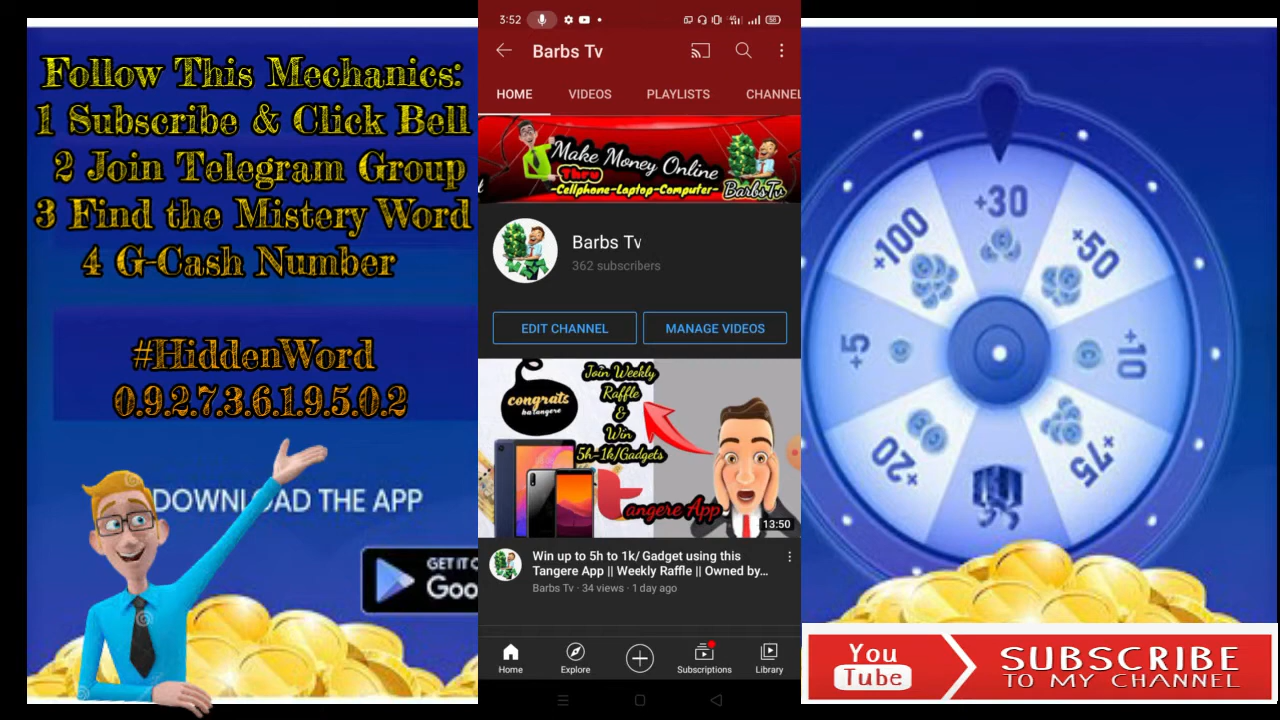 Follow This Mechanics:
1 Subscribe & Click Bell
2 Join Telegram Group
3 Find the Mistery Word
4 G-Cash Number
#HiddenWord
0.9.2.7.3.6.1.9.5.0.2
DOWNLOAD THE APP
GET IT O
Goo
3:52
58
Barbs Tv
HOME VIDEOS PLAYLISTS CHANNEL
Make Money Online
Thru
-Cellphone-Laptop-Computer-
BarbsTv
Barbs Tv
362 subscribers
EDIT CHANNEL MANAGE VIDEOS
congrats
ka tangere
Join Weekly
Raffle
&
Win
5h-1k/Gadgets
tangere App
13:50
Win up to 5h to 1k/ Gadget using this
Tangere App || Weekly Raffle || Owned by...
Barbs Tv · 34 views · 1 day ago
Home Explore Subscriptions Library
+30
+50
+10
+75
+20
+5
+100
You
Tube
SUBSCRIBE
TO MY CHANNEL